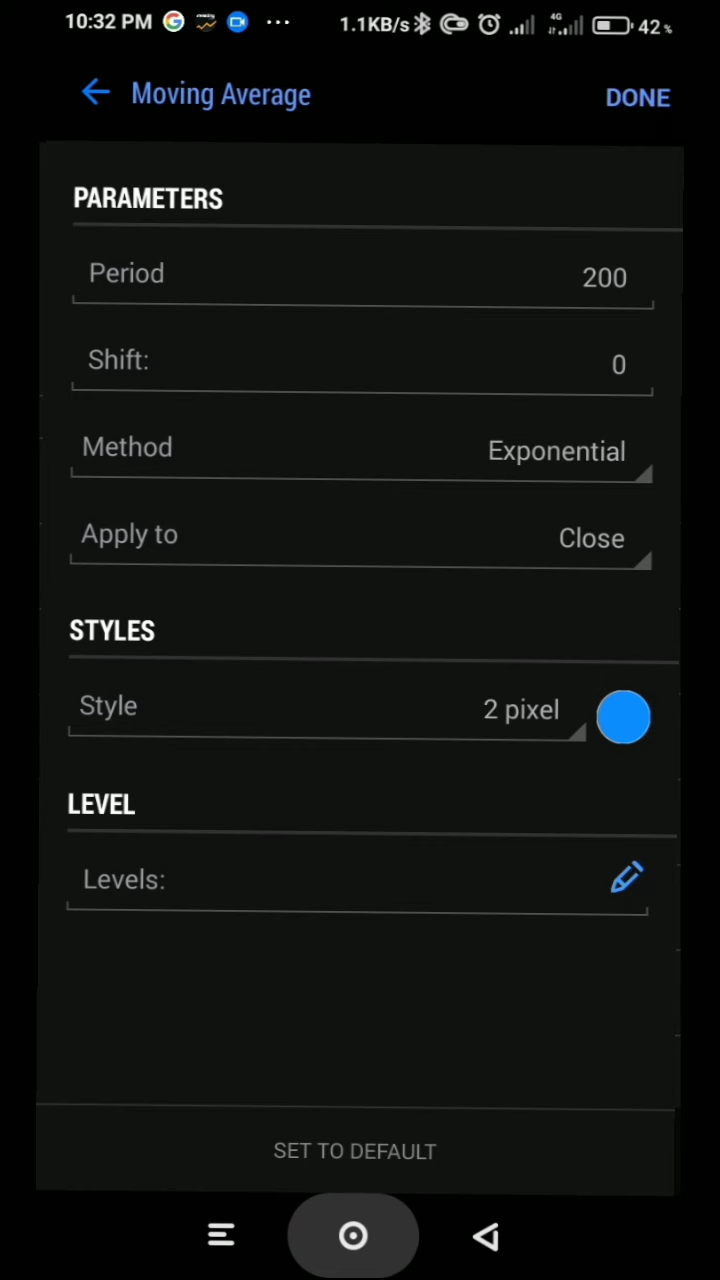 10:32 PM 1.1KB/s 4G 42%
Moving Average DONE
PARAMETERS
Period 200
Shift: 0
Method Exponential
Apply to Close
STYLES
Style 2 pixel
LEVEL
Levels:
SET TO DEFAULT